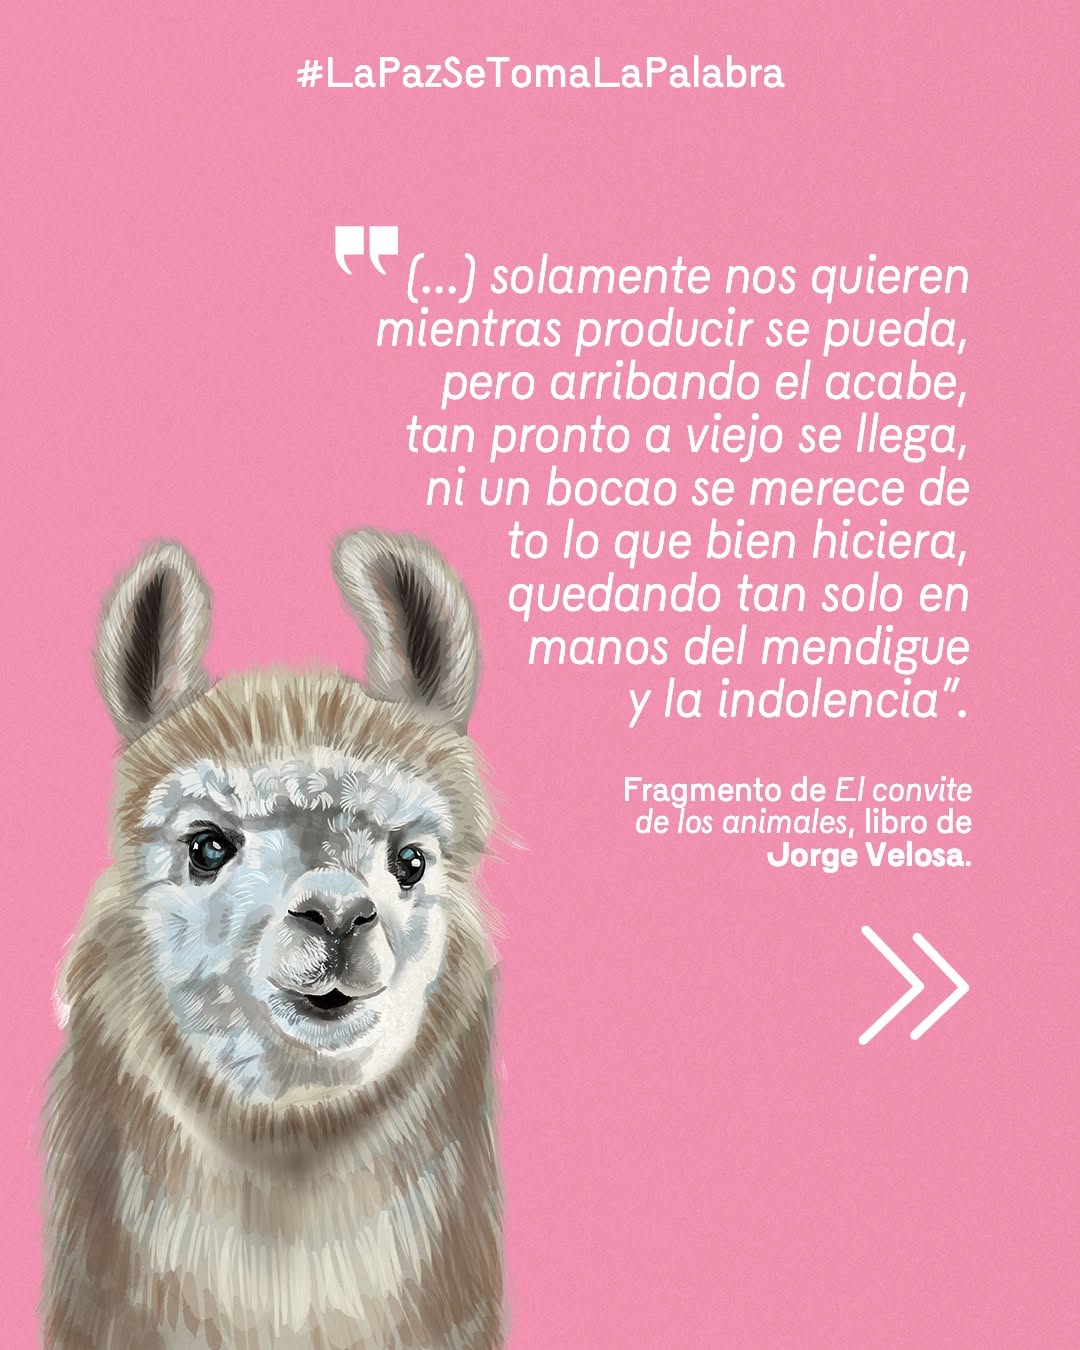 #LaPazSeTomaLaPalabra
"(...) solamente nos quieren
mientras producir se pueda,
pero arribando el acabe,
tan pronto a viejo se llega,
ni un bocao se merece de
to lo que bien hiciera,
quedando tan solo en
manos del mendigue
y la indolencia".
Fragmento de El convite
de los animales, libro de
Jorge Velosa.